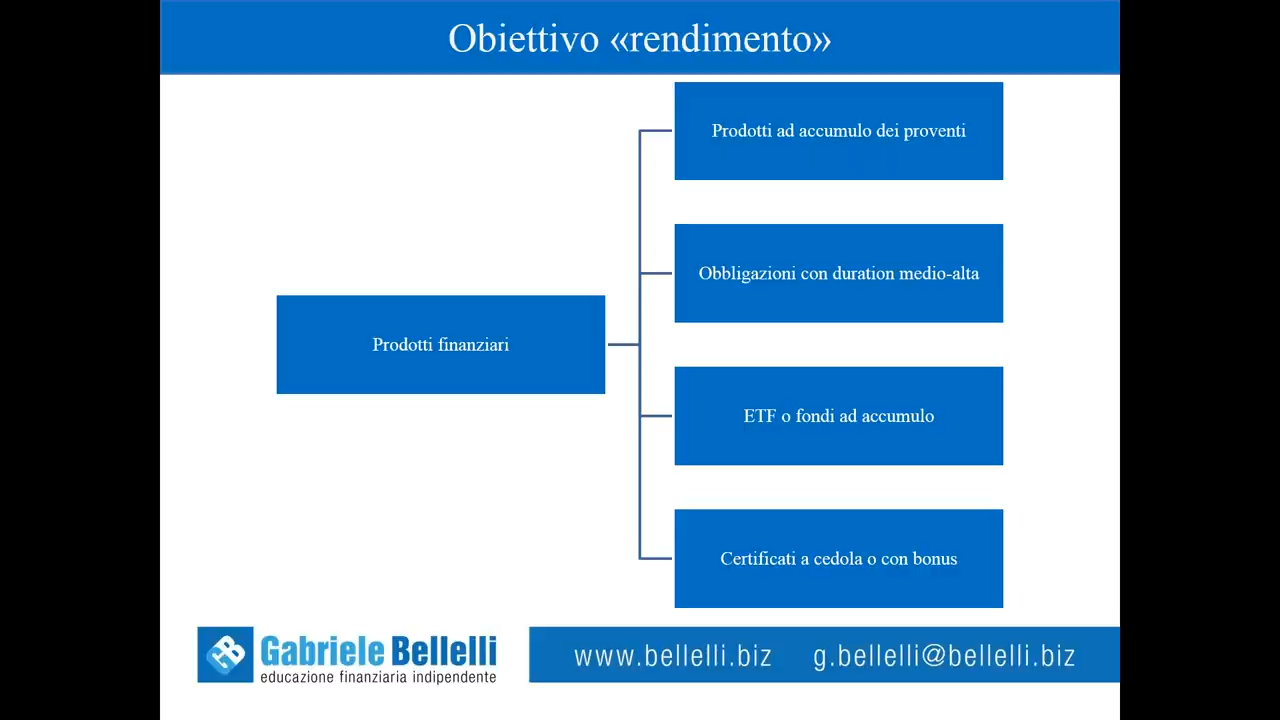 Obiettivo «rendimento»
Prodotti ad accumulo dei proventi
Obbligazioni con duration medio-alta
Prodotti finanziari
ETF o fondi ad accumulo
Certificati a cedola o con bonus
Gabriele Bellelli
educazione finanziaria indipendente
www.bellelli.biz g.bellelli@bellelli.biz